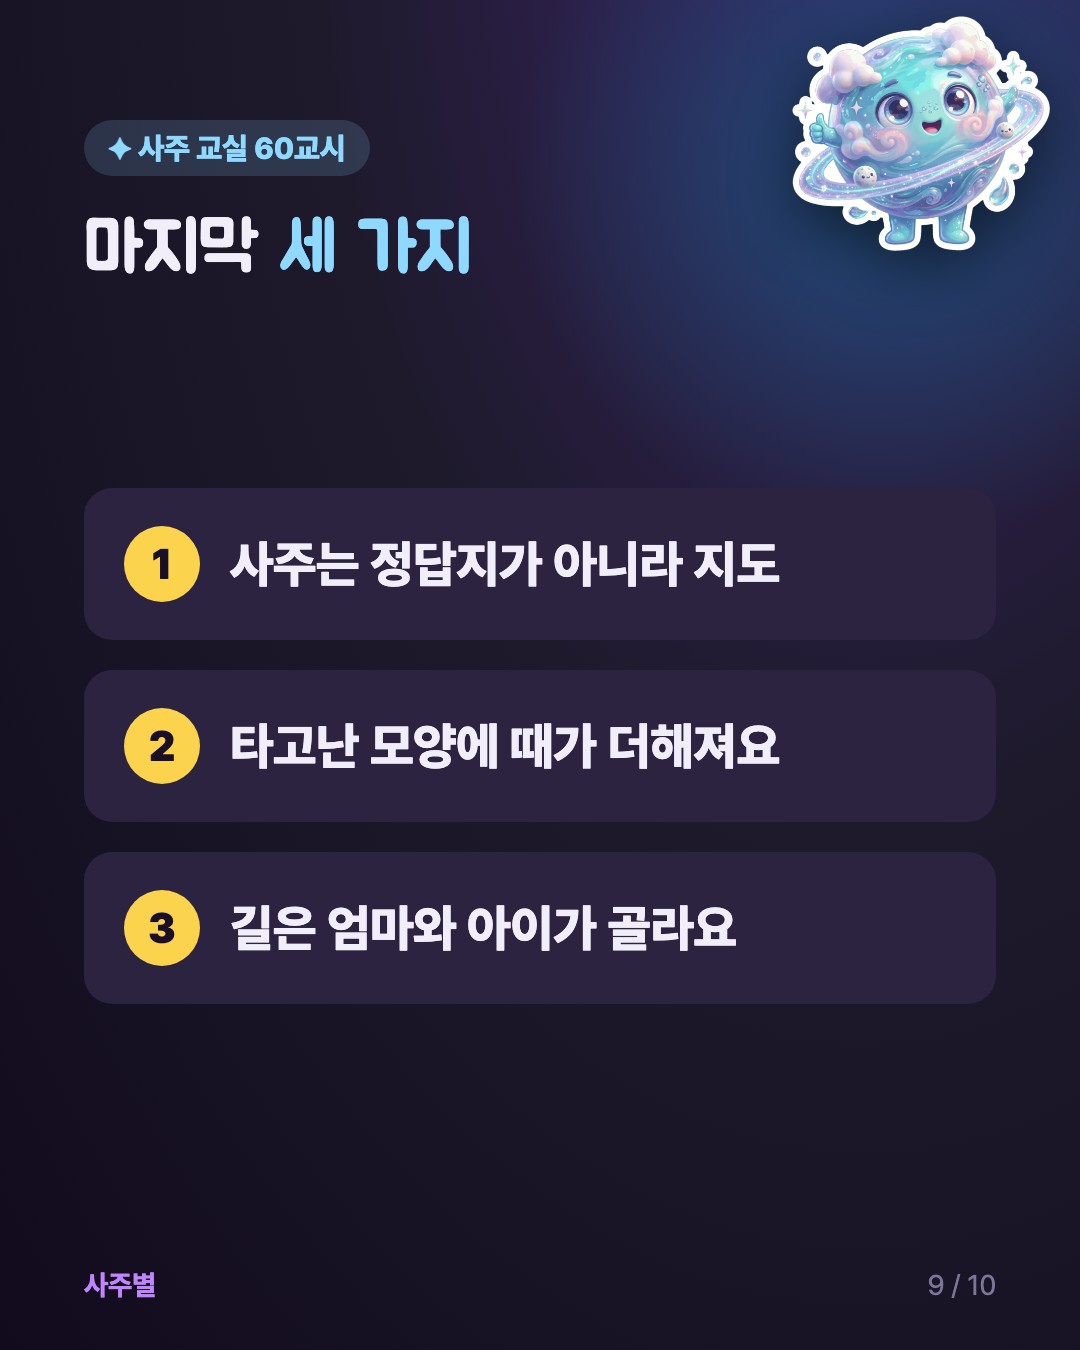 ✦ 사주 교실 60교시
마지막 세 가지
1 사주는 정답지가 아니라 지도
2 타고난 모양에 때가 더해져요
3 길은 엄마와 아이가 골라요
사주별
9 / 10